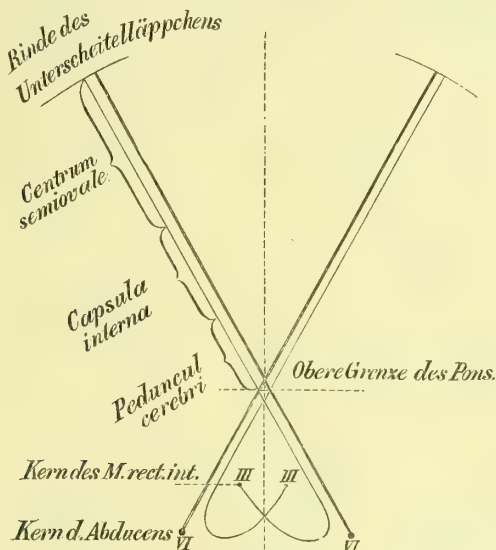 Rinde des
Unterscheitelläppchens
Centrum
semiovale.
Capsula
interna
Peduncul
cerebri
Obere Grenze des Pons.
Kern des M. rect. int.
III
III
Kern d. Abducens
VI
VI